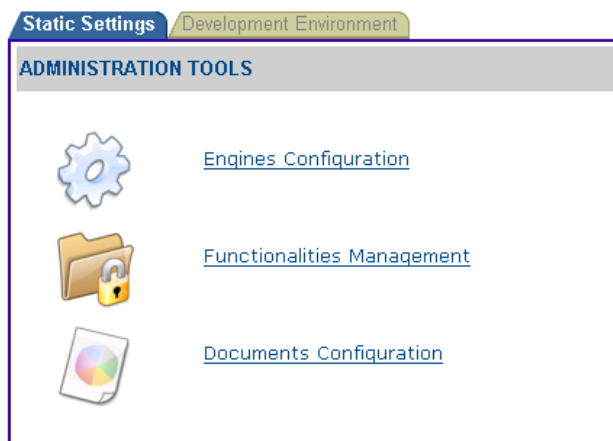 Static Settings Development Environment
ADMINISTRATION TOOLS
Engines Configuration
Functionalities Management
Documents Configuration